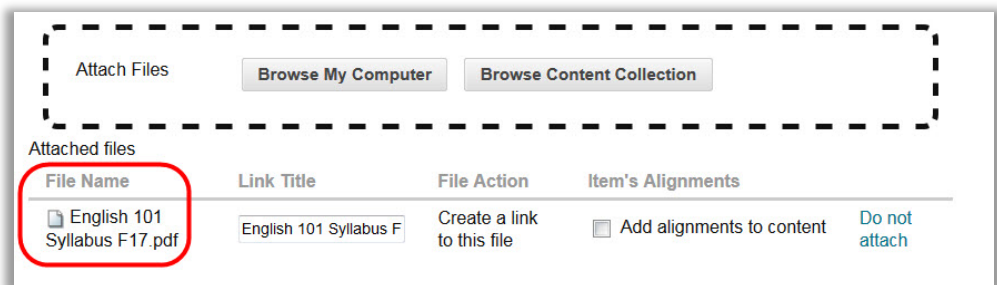 Attach Files Browse My Computer Browse Content Collection
Attached files
File Name Link Title File Action Item's Alignments
English 101 Syllabus F17.pdf
English 101 Syllabus F
Create a link
to this file
Add alignments to content
Do not
attach